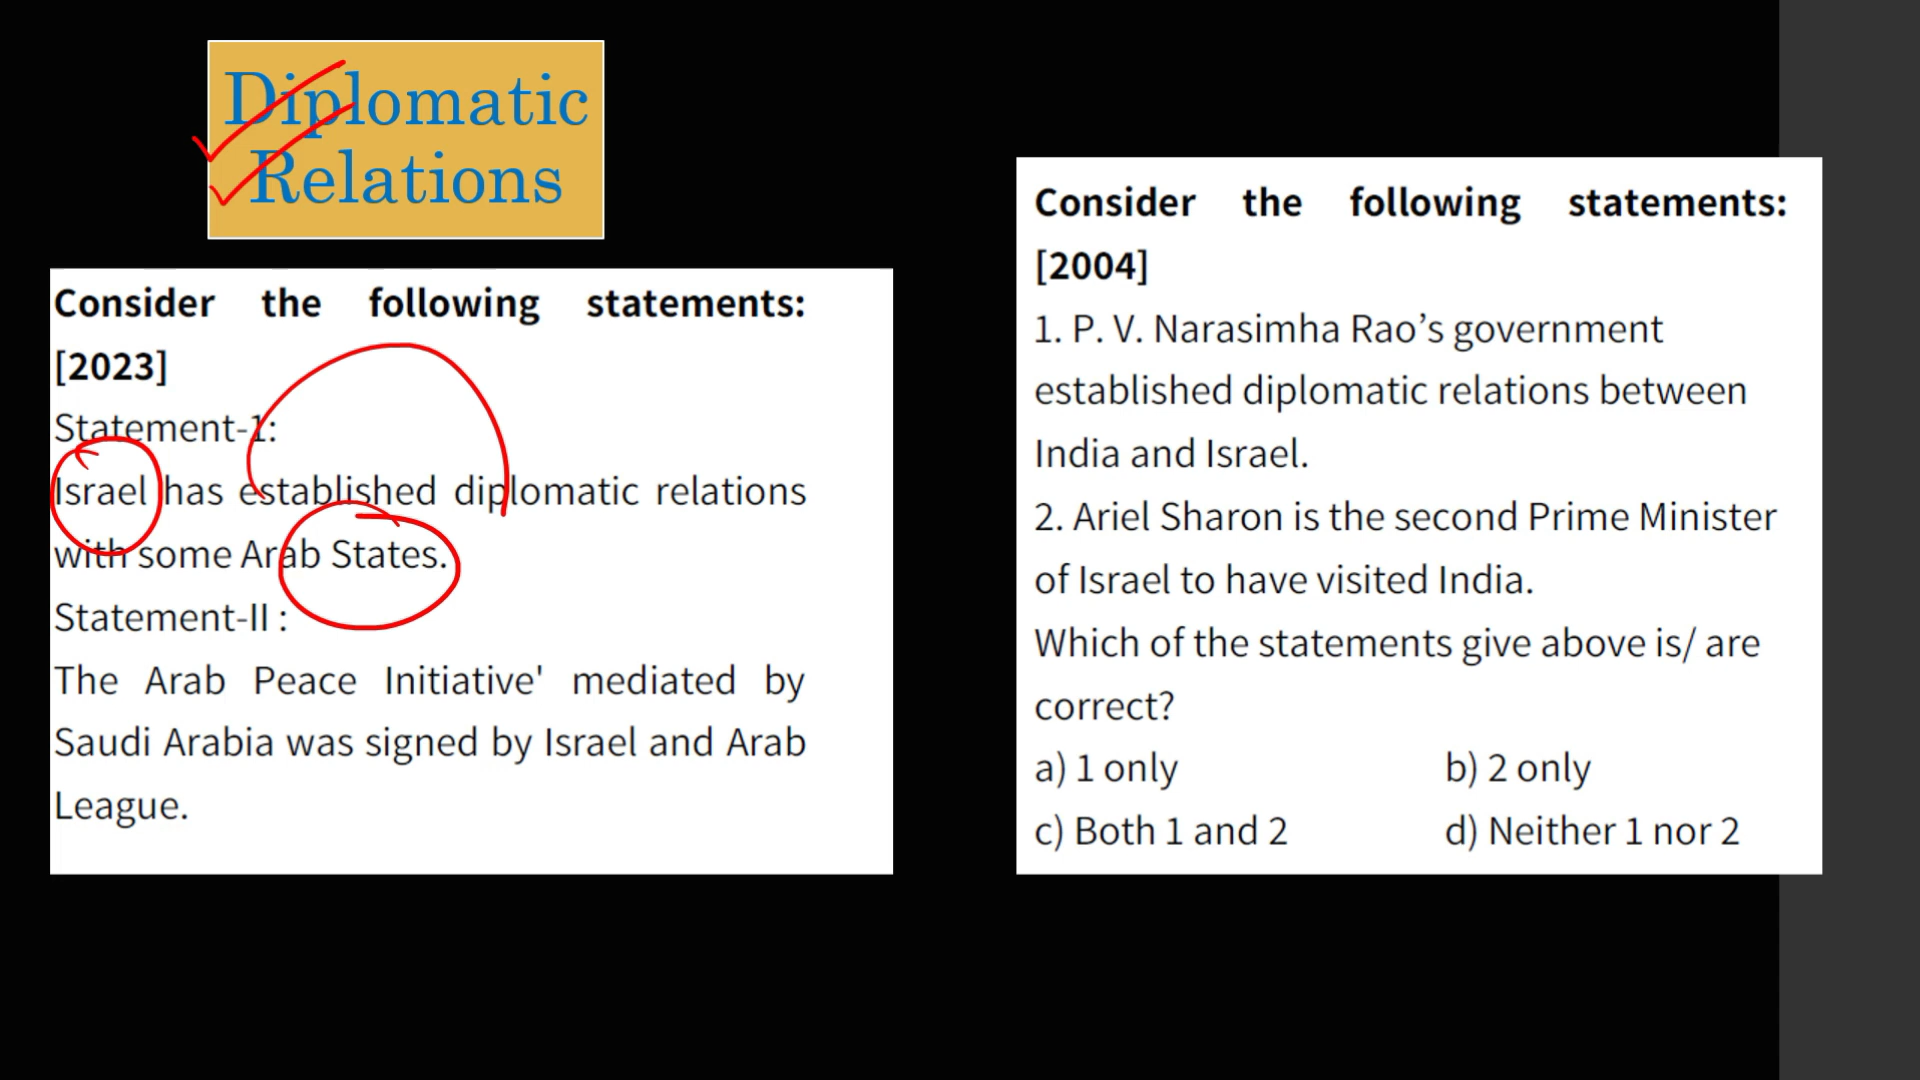 Diplomatic
Relations
Consider the following statements:
[2023]
Statement-1:
Israel has established diplomatic relations
with some Arab States.
Statement-II :
The Arab Peace Initiative' mediated by
Saudi Arabia was signed by Israel and Arab
League.
Consider the following statements:
[2004]
1. P. V. Narasimha Rao’s government
established diplomatic relations between
India and Israel.
2. Ariel Sharon is the second Prime Minister
of Israel to have visited India.
Which of the statements give above is/ are
correct?
a) 1 only b) 2 only
c) Both 1 and 2 d) Neither 1 nor 2